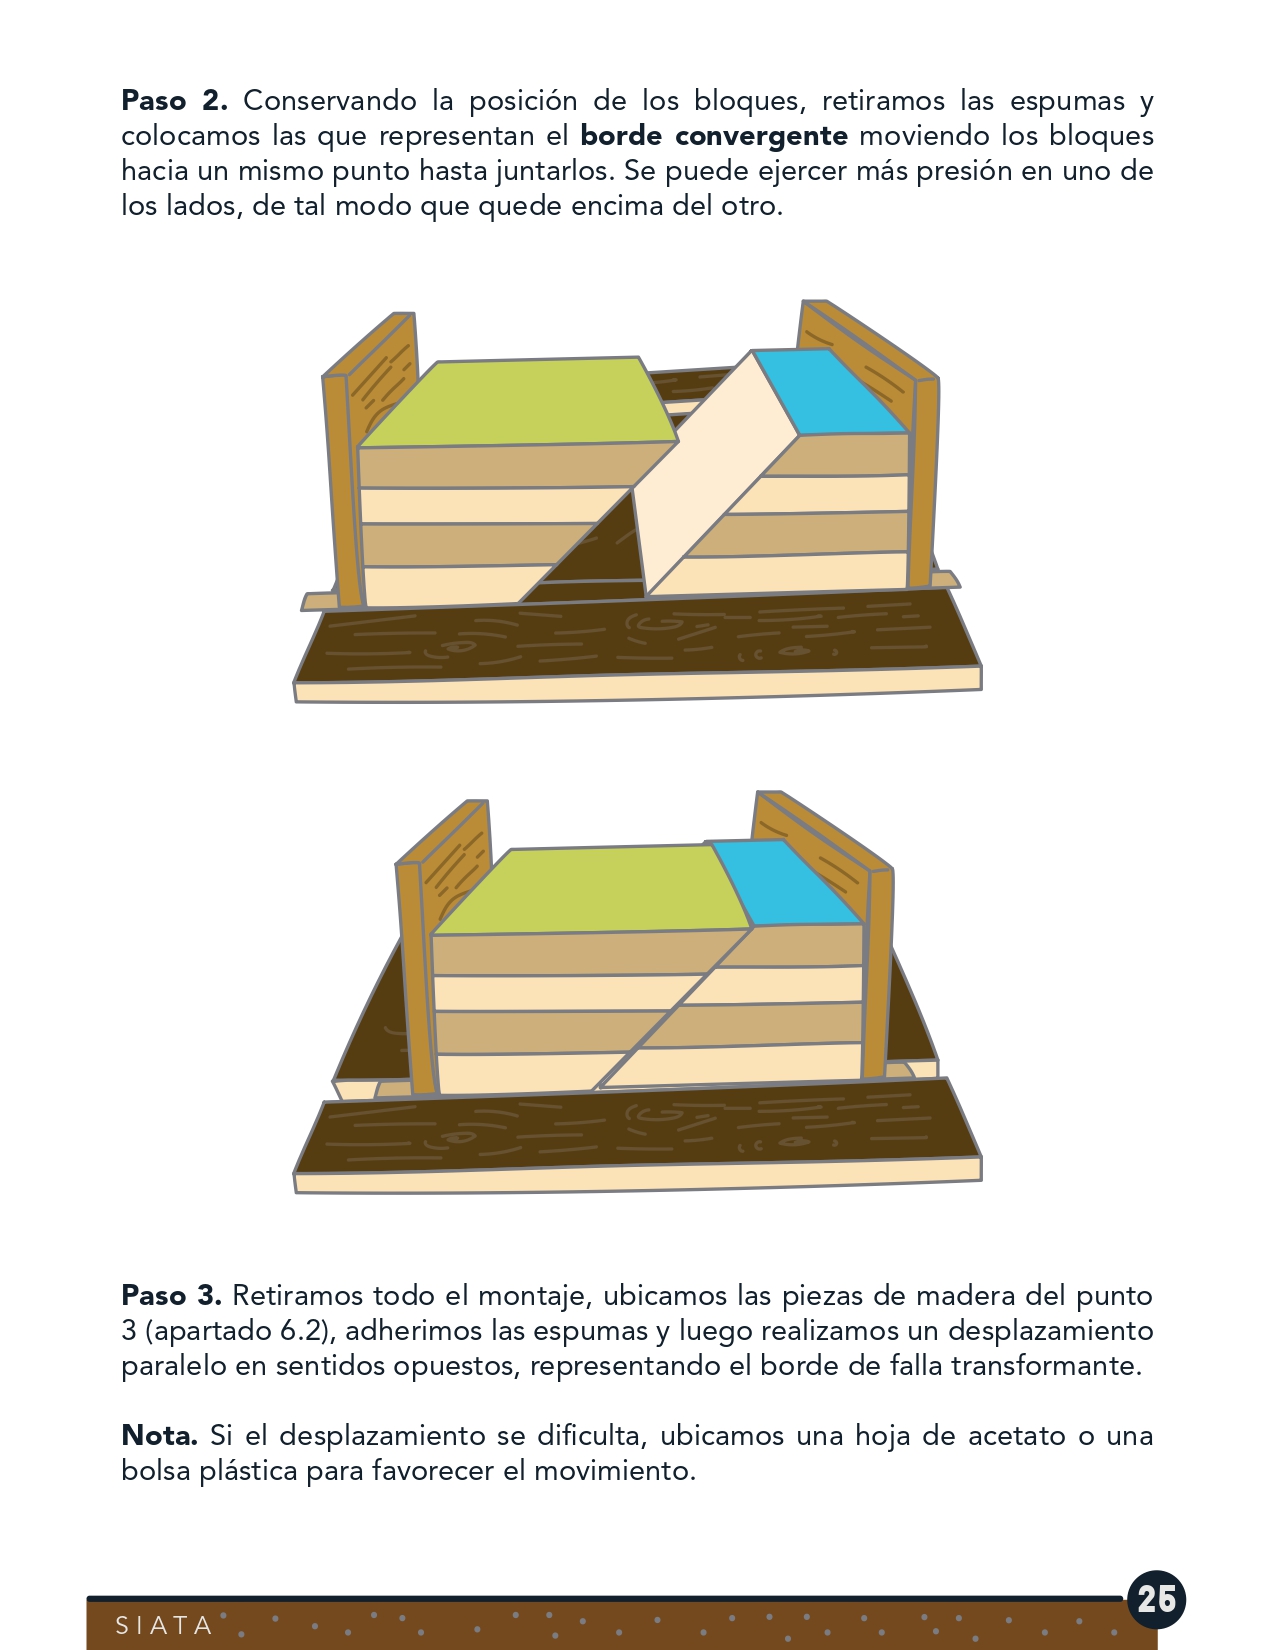 Paso 2. Conservando la posición de los bloques, retiramos las espumas y
colocamos las que representan el borde convergente moviendo los bloques
hacia un mismo punto hasta juntarlos. Se puede ejercer más presión en uno de
los lados, de tal modo que quede encima del otro.
Paso 3. Retiramos todo el montaje, ubicamos las piezas de madera del punto
3 (apartado 6.2), adherimos las espumas y luego realizamos un desplazamiento
paralelo en sentidos opuestos, representando el borde de falla transformante.
Nota. Si el desplazamiento se dificulta, ubicamos una hoja de acetato o una
bolsa plástica para favorecer el movimiento.
SIATA
25